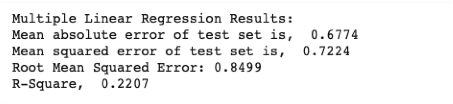 Multiple Linear Regression Results:
Mean absolute error of test set is,  0.6774
Mean squared error of test set is,  0.7224
Root Mean Squared Error: 0.8499
R-Square,  0.2207